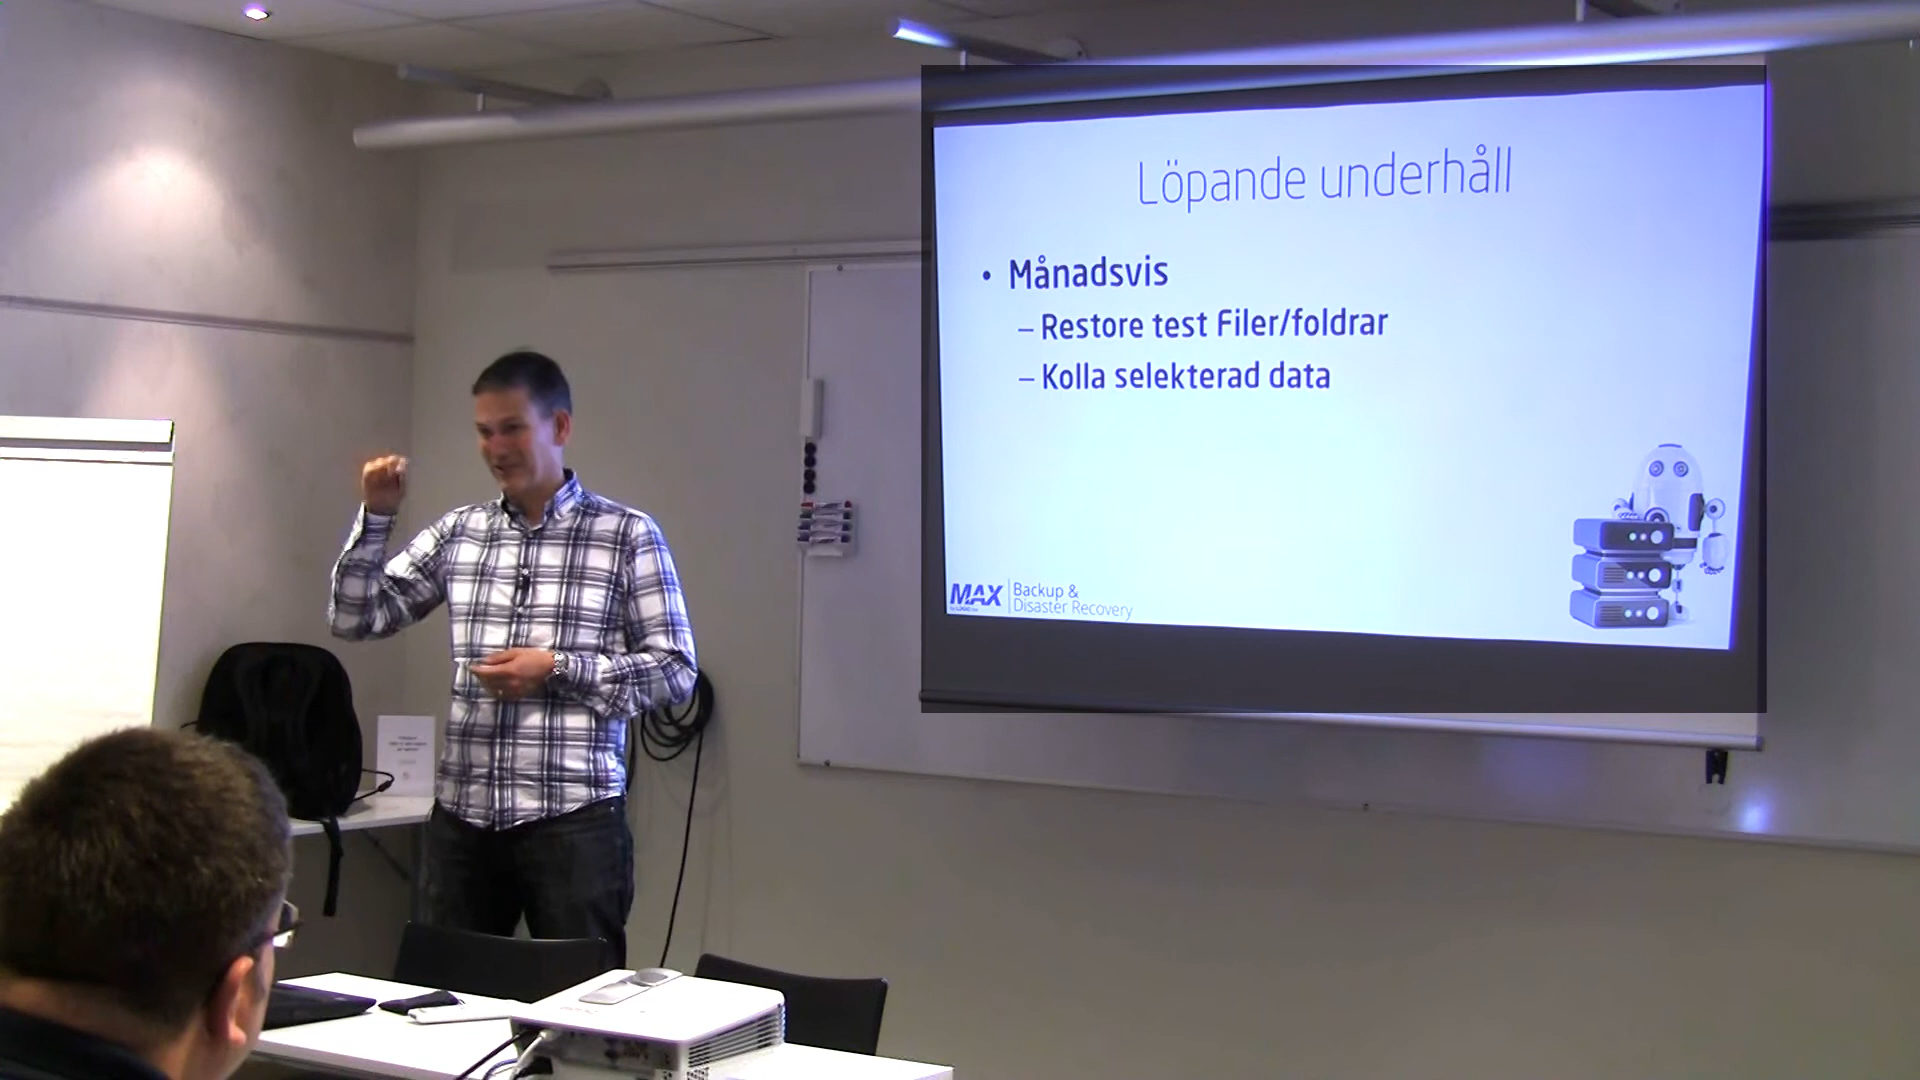 Löpande underhåll
• Månadsvis
– Restore test Filer/foldrar
– Kolla selekterad data
MAX
Backup &
Disaster Recovery